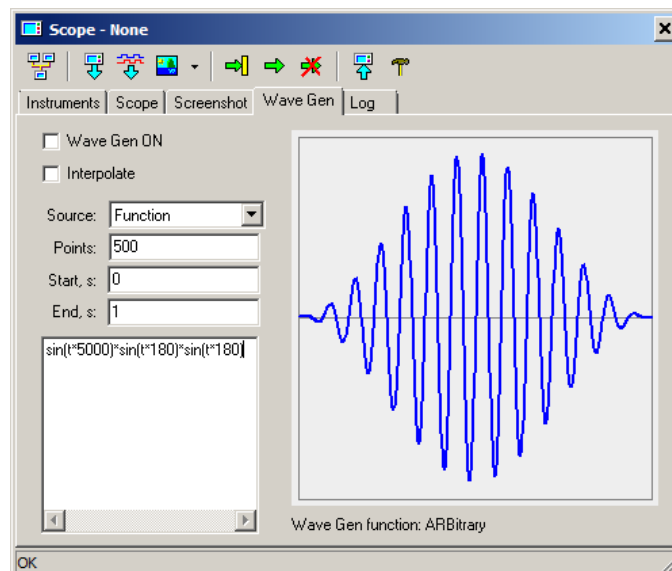 Scope - None
Instruments Scope Screenshot Wave Gen Log
Wave Gen ON
Interpolate
Source: Function
Points: 500
Start, s: 0
End, s: 1
sin(t*5000)*sin(t*180)*sin(t*180)
Wave Gen function: ARBitrary
OK